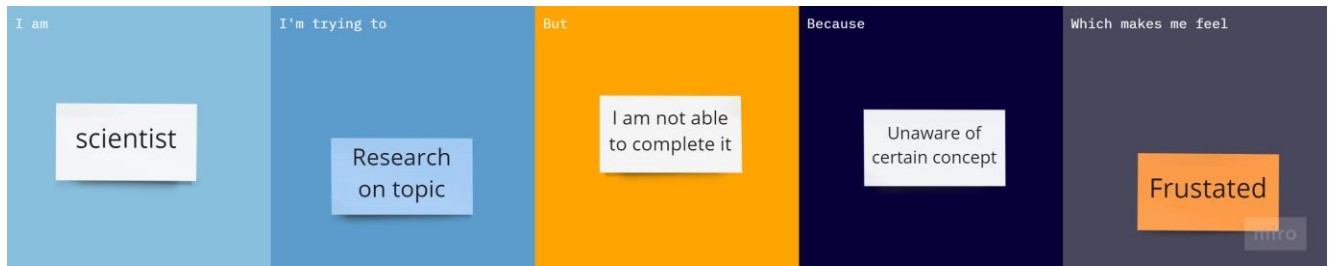 I am
scientist
I'm trying to
Research
on topic
But
I am not able
to complete it
Because
Unaware of
certain concept
Which makes me feel
Frustated
miro